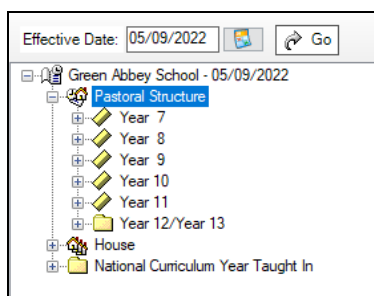 Effective Date: 05/09/2022 Go
Green Abbey School - 05/09/2022
Pastoral Structure
Year 7
Year 8
Year 9
Year 10
Year 11
Year 12/Year 13
House
National Curriculum Year Taught In